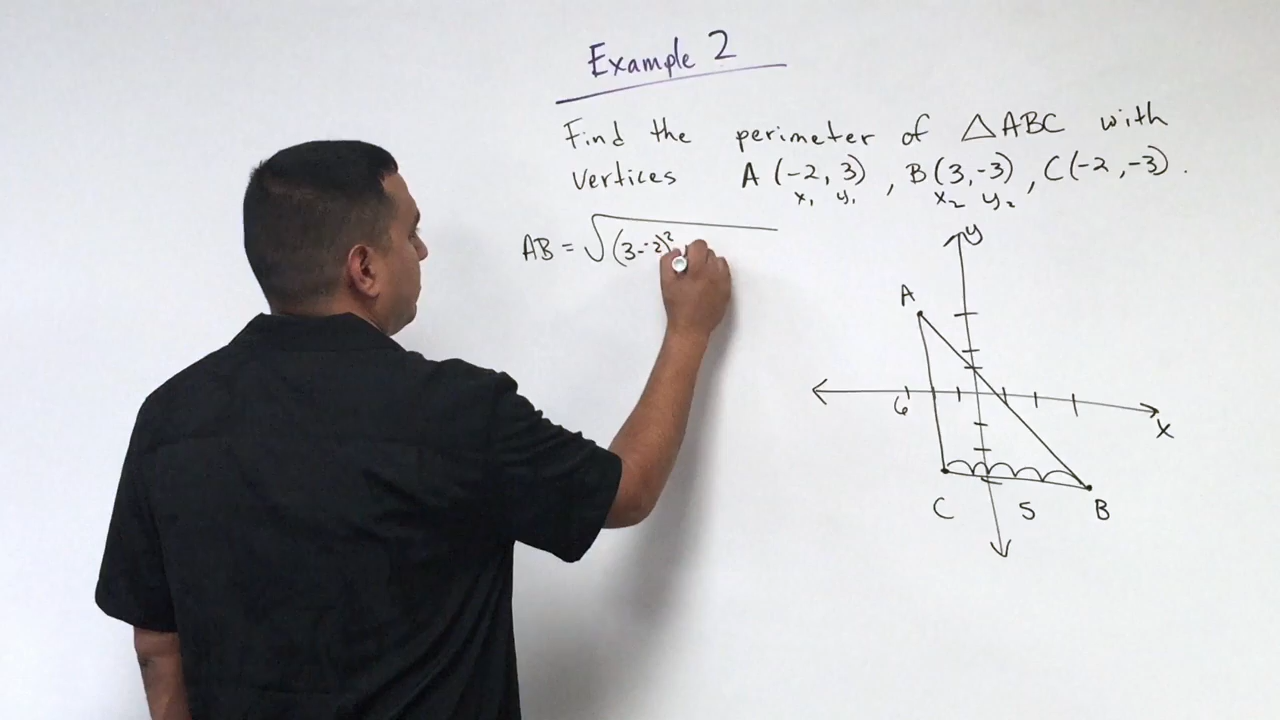 Example 2
Find the perimeter of △ABC with
vertices A (-2, 3), B(3,-3), C(-2,-3).
x₁ y₁ x₂ y₂
AB = √(3--2)²
y
A
6
x
C 5 B